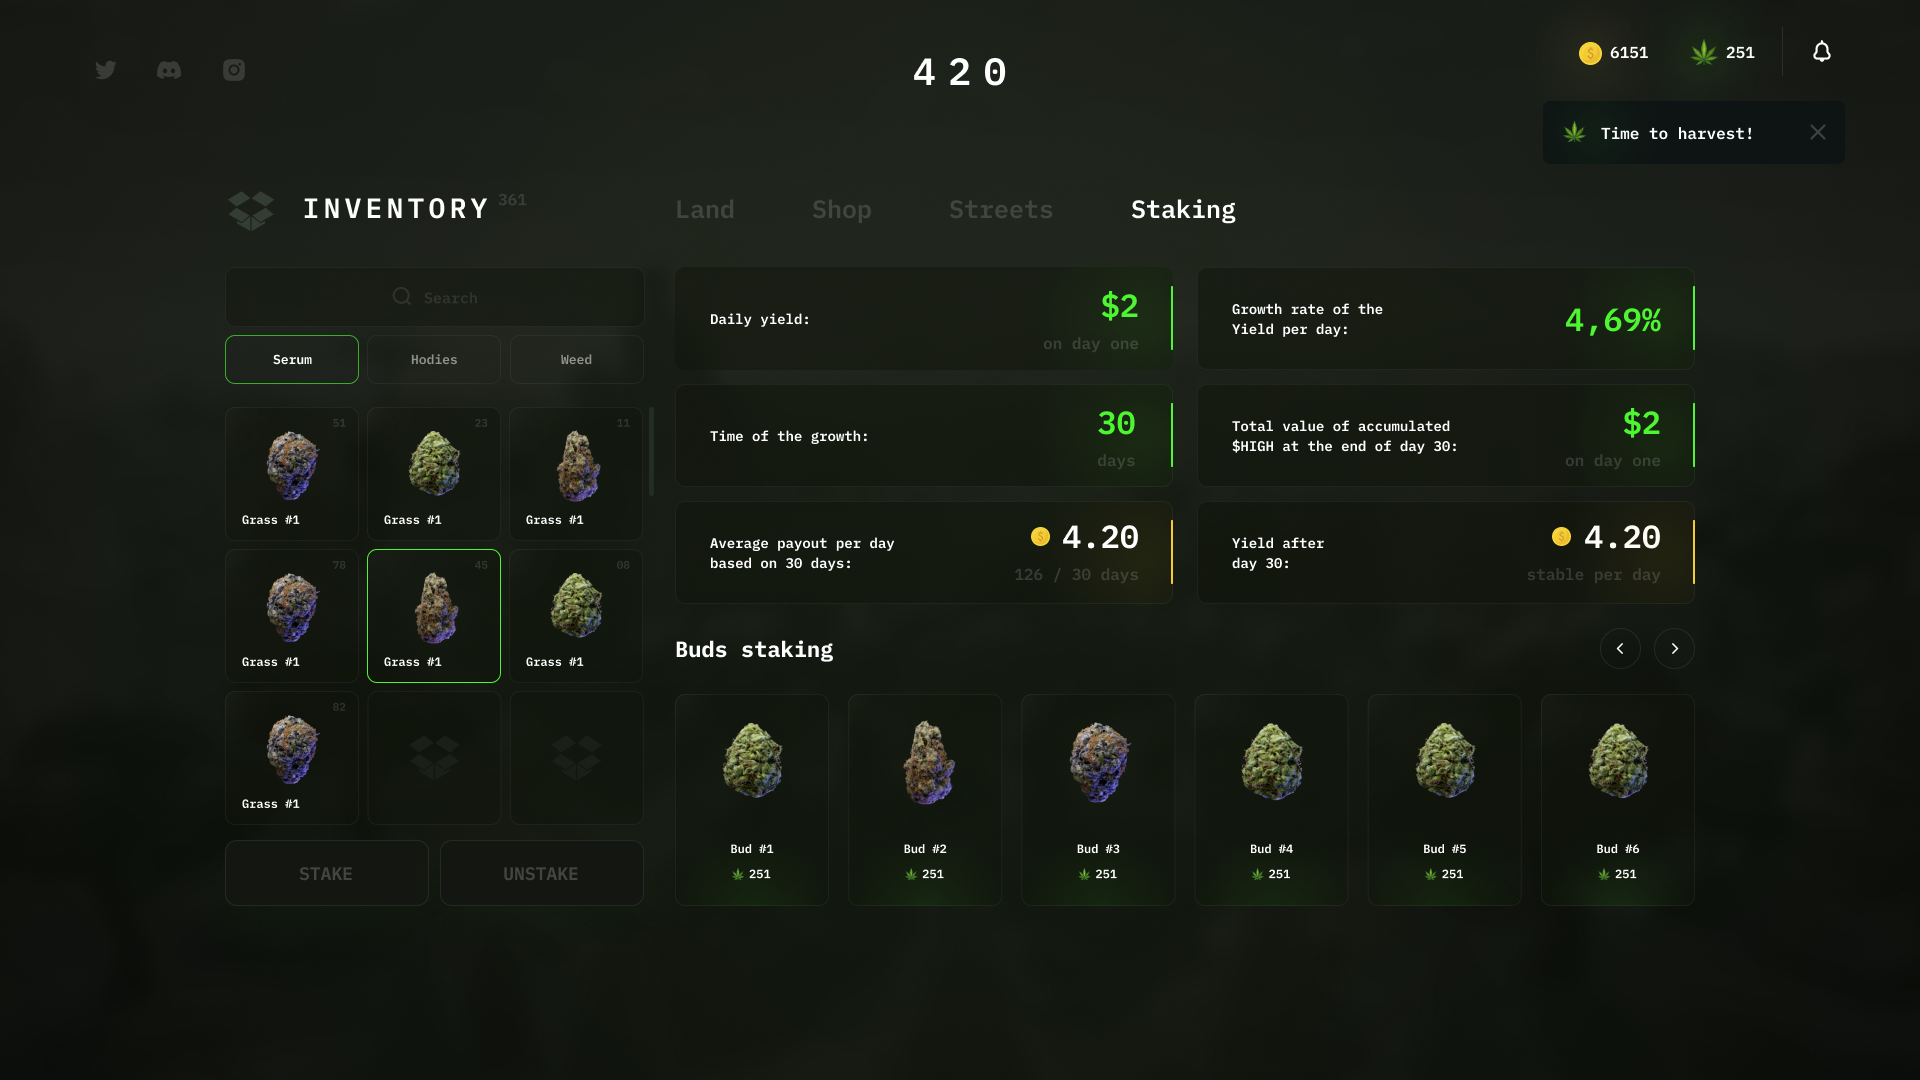 420
6151
251
Time to harvest!
INVENTORY 361
Land
Shop
Streets
Staking
Search
Serum
Hodies
Weed
51
Grass #1
23
Grass #1
11
Grass #1
78
Grass #1
45
Grass #1
08
Grass #1
82
Grass #1
STAKE
UNSTAKE
Daily yield:
$2
on day one
Growth rate of the
Yield per day:
4,69%
Time of the growth:
30
days
Total value of accumulated
$HIGH at the end of day 30:
$2
on day one
Average payout per day
based on 30 days:
4.20
126 / 30 days
Yield after
day 30:
4.20
stable per day
Buds staking
Bud #1
251
Bud #2
251
Bud #3
251
Bud #4
251
Bud #5
251
Bud #6
251